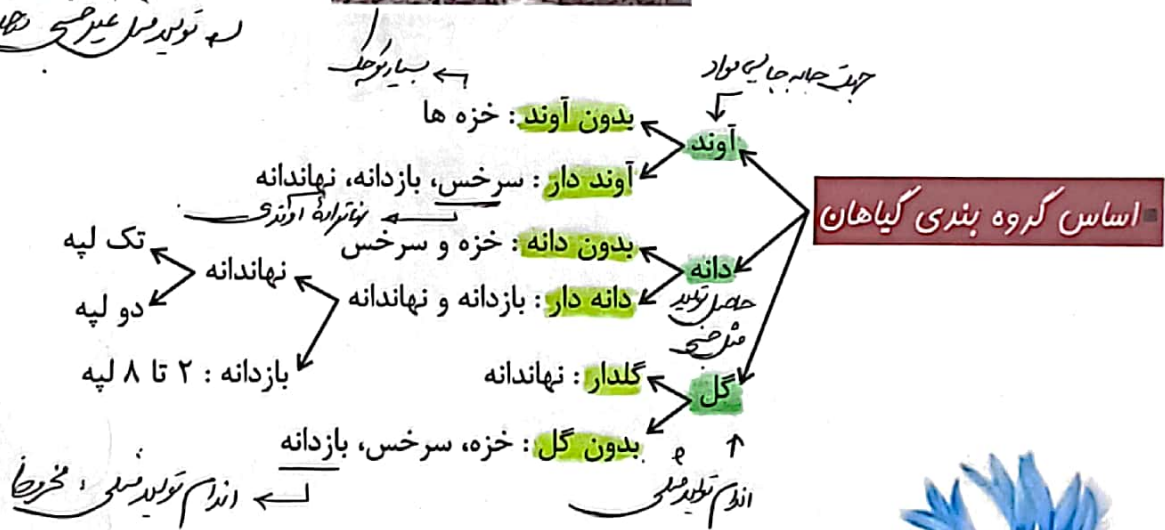 تولید مثل غیر جنسی
بسیار کوچک
جهت جابه جایی مواد
بدون آوند : خزه ها
آوند
آوند دار : سرخس، بازدانه، نهاندانه
نهانزادۀ آوندی
اساس گروه بندی گیاهان
بدون دانه : خزه و سرخس
تک لپه
نهاندانه
دانه
دانه دار : بازدانه و نهاندانه
دو لپه
حاصل تولید
مثل جنسی
بازدانه : ۲ تا ۸ لپه
گلدار : نهاندانه
گل
بدون گل : خزه، سرخس، بازدانه
اندام تولید مثلی : مخروط
اندام تولید مثلی